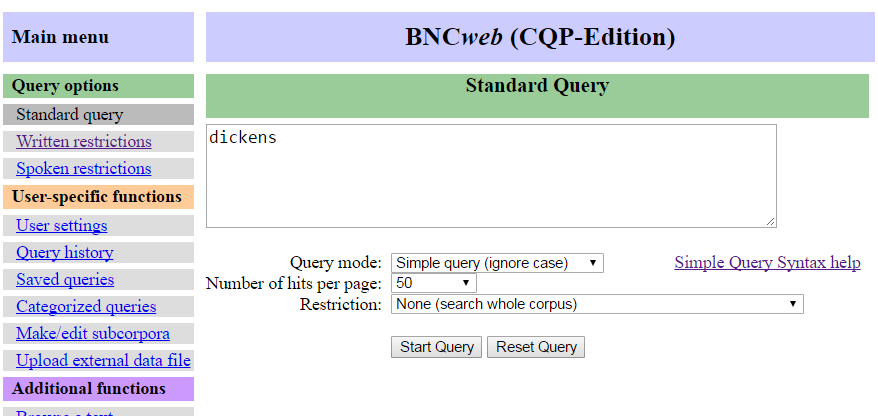 Main menu
BNCweb (CQP-Edition)
Query options
Standard query
Written restrictions
Spoken restrictions
User-specific functions
User settings
Query history
Saved queries
Categorized queries
Make/edit subcorpora
Upload external data file
Additional functions
Browse a text
Standard Query
dickens
Query mode: Simple query (ignore case) Simple Query Syntax help
Number of hits per page: 50
Restriction: None (search whole corpus)
Start Query Reset Query